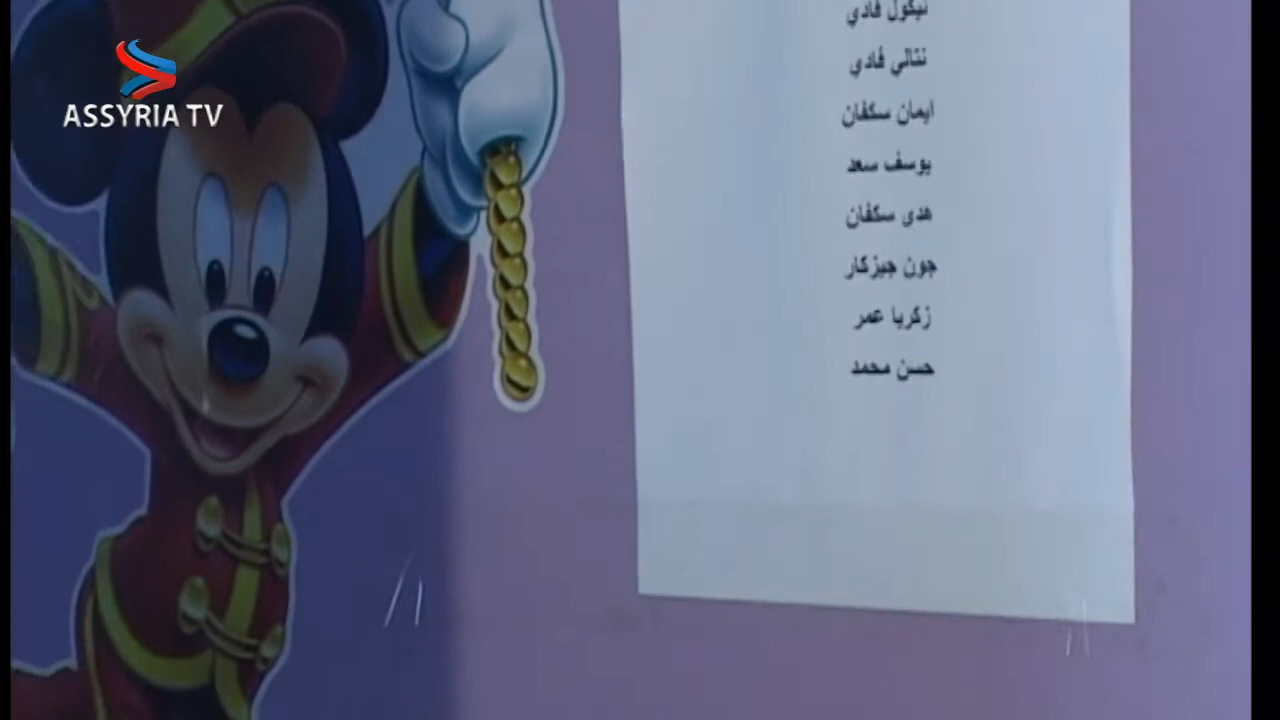 ASSYRIA TV
نيكول فادي
نتالي فادي
ايمان سكفان
يوسف سعد
هدى سكفان
جون جيزكار
زكريا عمر
حسن محمد